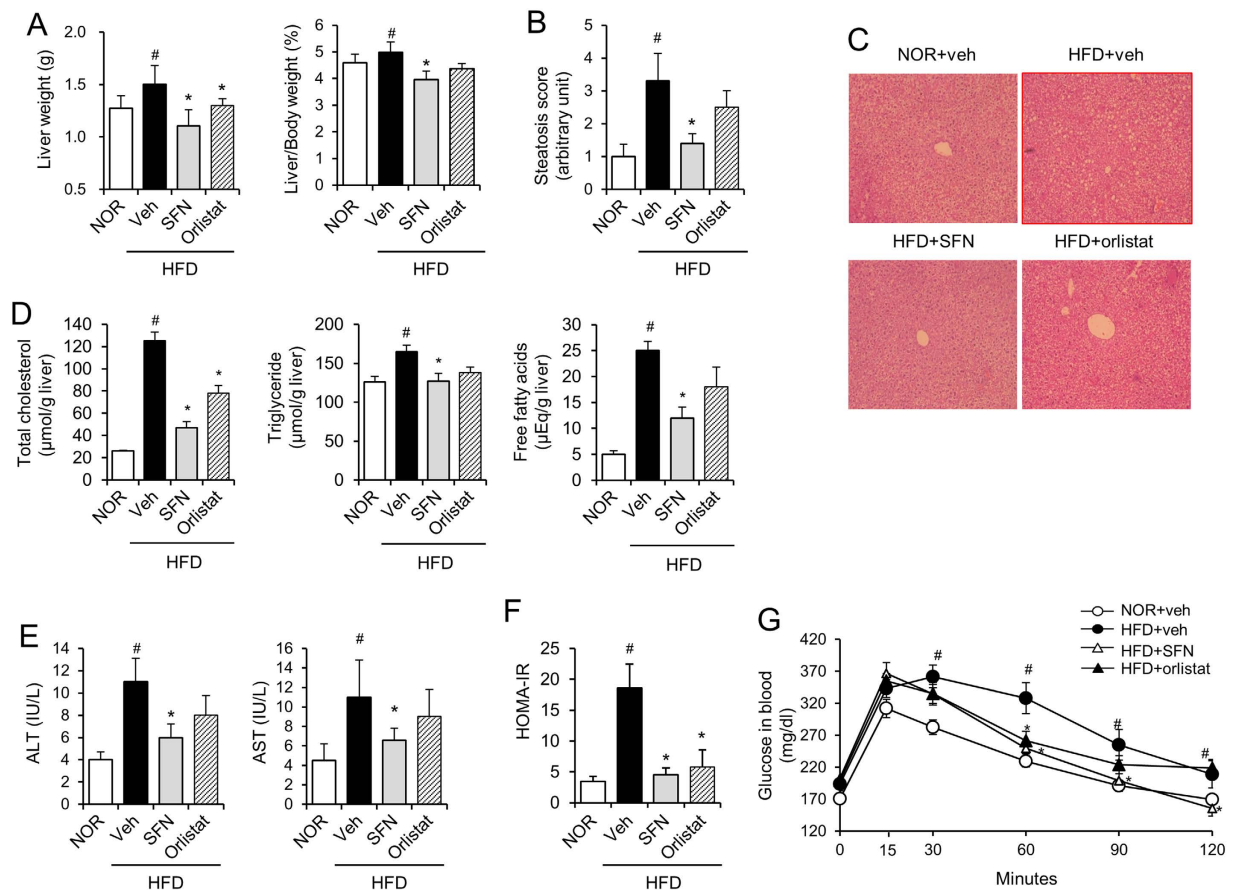 A
Liver weight (g)
2.0
1.5
1.0
0.5
#
*
*
NOR
Veh
SFN
Orlistat
HFD
Liver/Body weight (%)
6
5
4
3
2
1
0
#
*
NOR
Veh
SFN
Orlistat
HFD
B
Steatosis score
(arbitrary unit)
5
4
3
2
1
0
#
*
NOR
Veh
SFN
Orlistat
HFD
C
NOR+veh
HFD+veh
HFD+SFN
HFD+orlistat
D
Total cholesterol
(μmol/g liver)
140
120
100
80
60
40
20
0
#
*
*
NOR
Veh
SFN
Orlistat
HFD
Triglyceride
(μmol/g liver)
200
150
100
50
0
#
*
NOR
Veh
SFN
Orlistat
HFD
Free fatty acids
(μEq/g liver)
30
25
20
15
10
5
0
#
*
NOR
Veh
SFN
Orlistat
HFD
E
ALT (IU/L)
14
12
10
8
6
4
2
0
#
*
NOR
Veh
SFN
Orlistat
HFD
AST (IU/L)
16
14
12
10
8
6
4
2
0
#
*
NOR
Veh
SFN
Orlistat
HFD
F
HOMA-IR
25
20
15
10
5
0
#
*
*
NOR
Veh
SFN
Orlistat
HFD
G
NOR+veh
HFD+veh
HFD+SFN
HFD+orlistat
Glucose in blood
(mg/dl)
420
370
320
270
220
170
120
#
#
#
#
*
*
*
*
0
15
30
60
90
120
Minutes